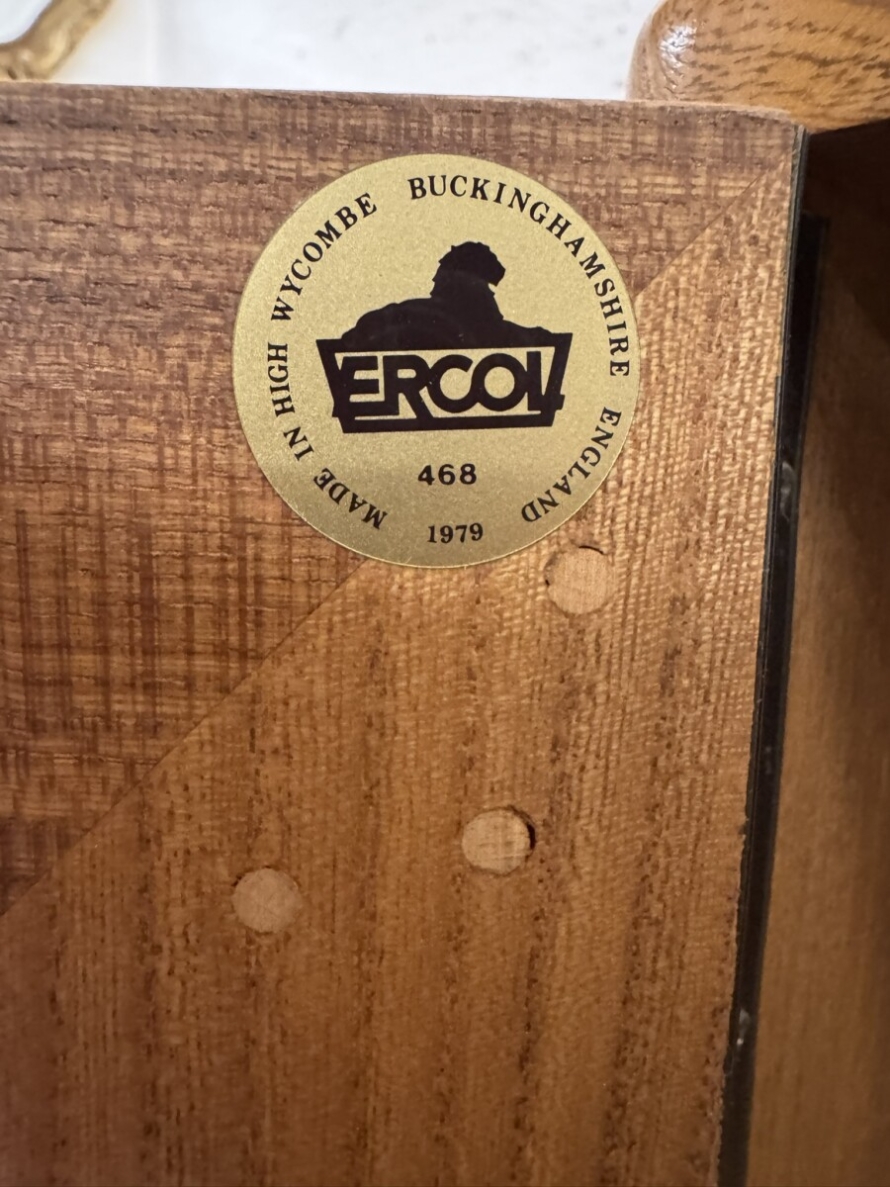 MADE IN HIGH WYCOMBE BUCKINGHAMSHIRE ENGLAND
ERCOL
468
1979